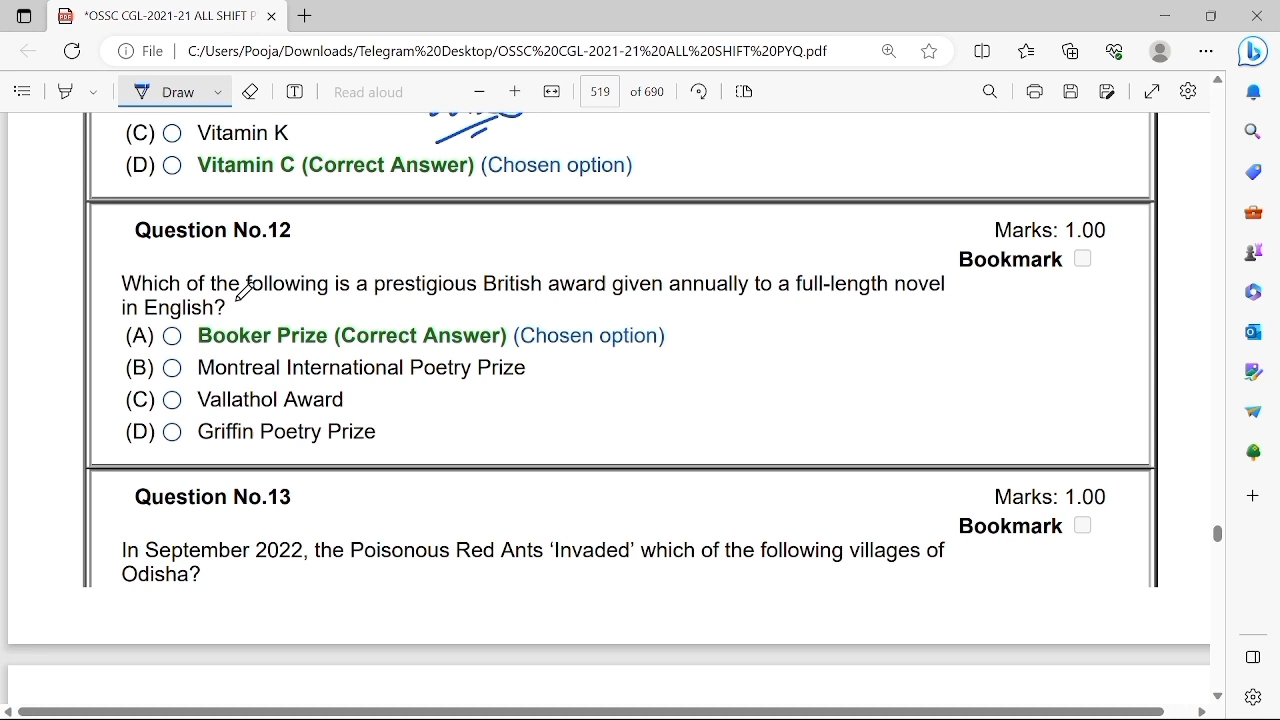 *OSSC CGL-2021-21 ALL SHIFT P
File
C:/Users/Pooja/Downloads/Telegram%20Desktop/OSSC%20CGL-2021-21%20ALL%20SHIFT%20PYQ.pdf
Draw
Read aloud
519 of 690
(C) Vitamin K
(D) Vitamin C (Correct Answer) (Chosen option)
Question No.12 Marks: 1.00
Bookmark
Which of the following is a prestigious British award given annually to a full-length novel
in English?
(A) Booker Prize (Correct Answer) (Chosen option)
(B) Montreal International Poetry Prize
(C) Vallathol Award
(D) Griffin Poetry Prize
Question No.13 Marks: 1.00
Bookmark
In September 2022, the Poisonous Red Ants ‘Invaded’ which of the following villages of
Odisha?